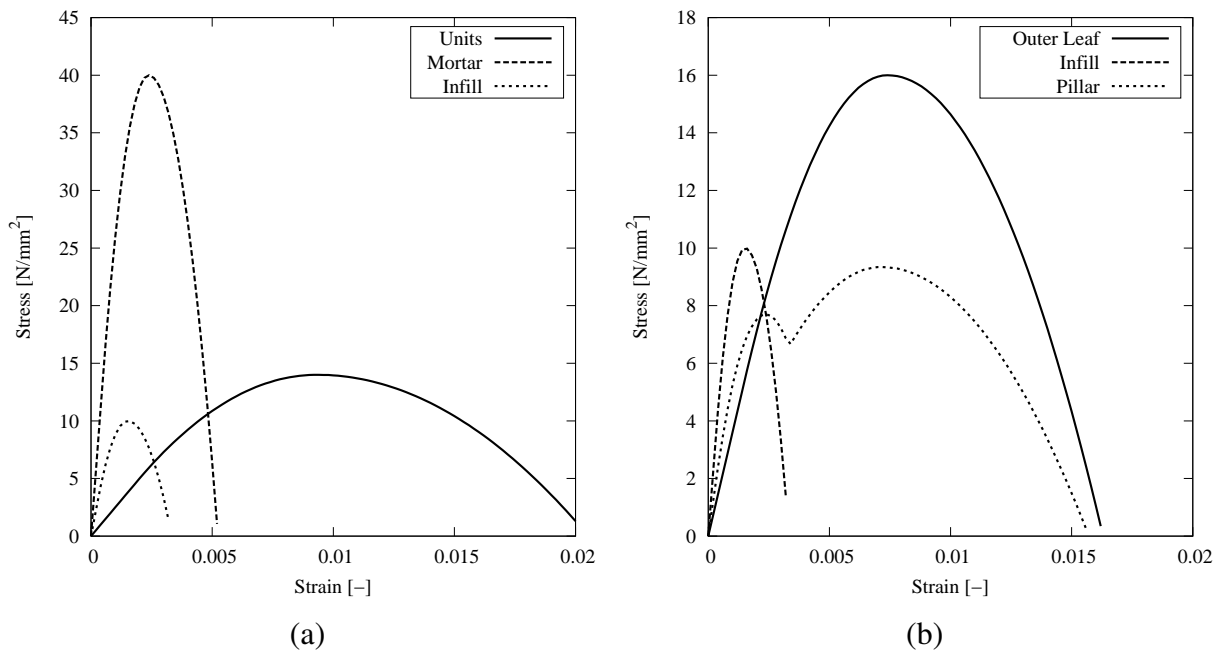 45
40
35
30
25
20
15
10
5
0
Stress [N/mm²]
Units
Mortar
Infill
0 0.005 0.01 0.015 0.02
Strain [–]
(a)
18
16
14
12
10
8
6
4
2
0
Stress [N/mm²]
Outer Leaf
Infill
Pillar
0 0.005 0.01 0.015 0.02
Strain [–]
(b)